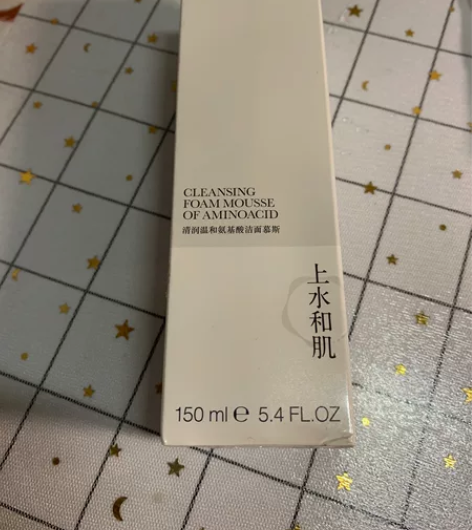 CLEANSING
FOAM MOUSSE
OF AMINOACID
清润温和氨基酸洁面慕斯
上水和肌
150 ml ℮ 5.4 FL.OZ